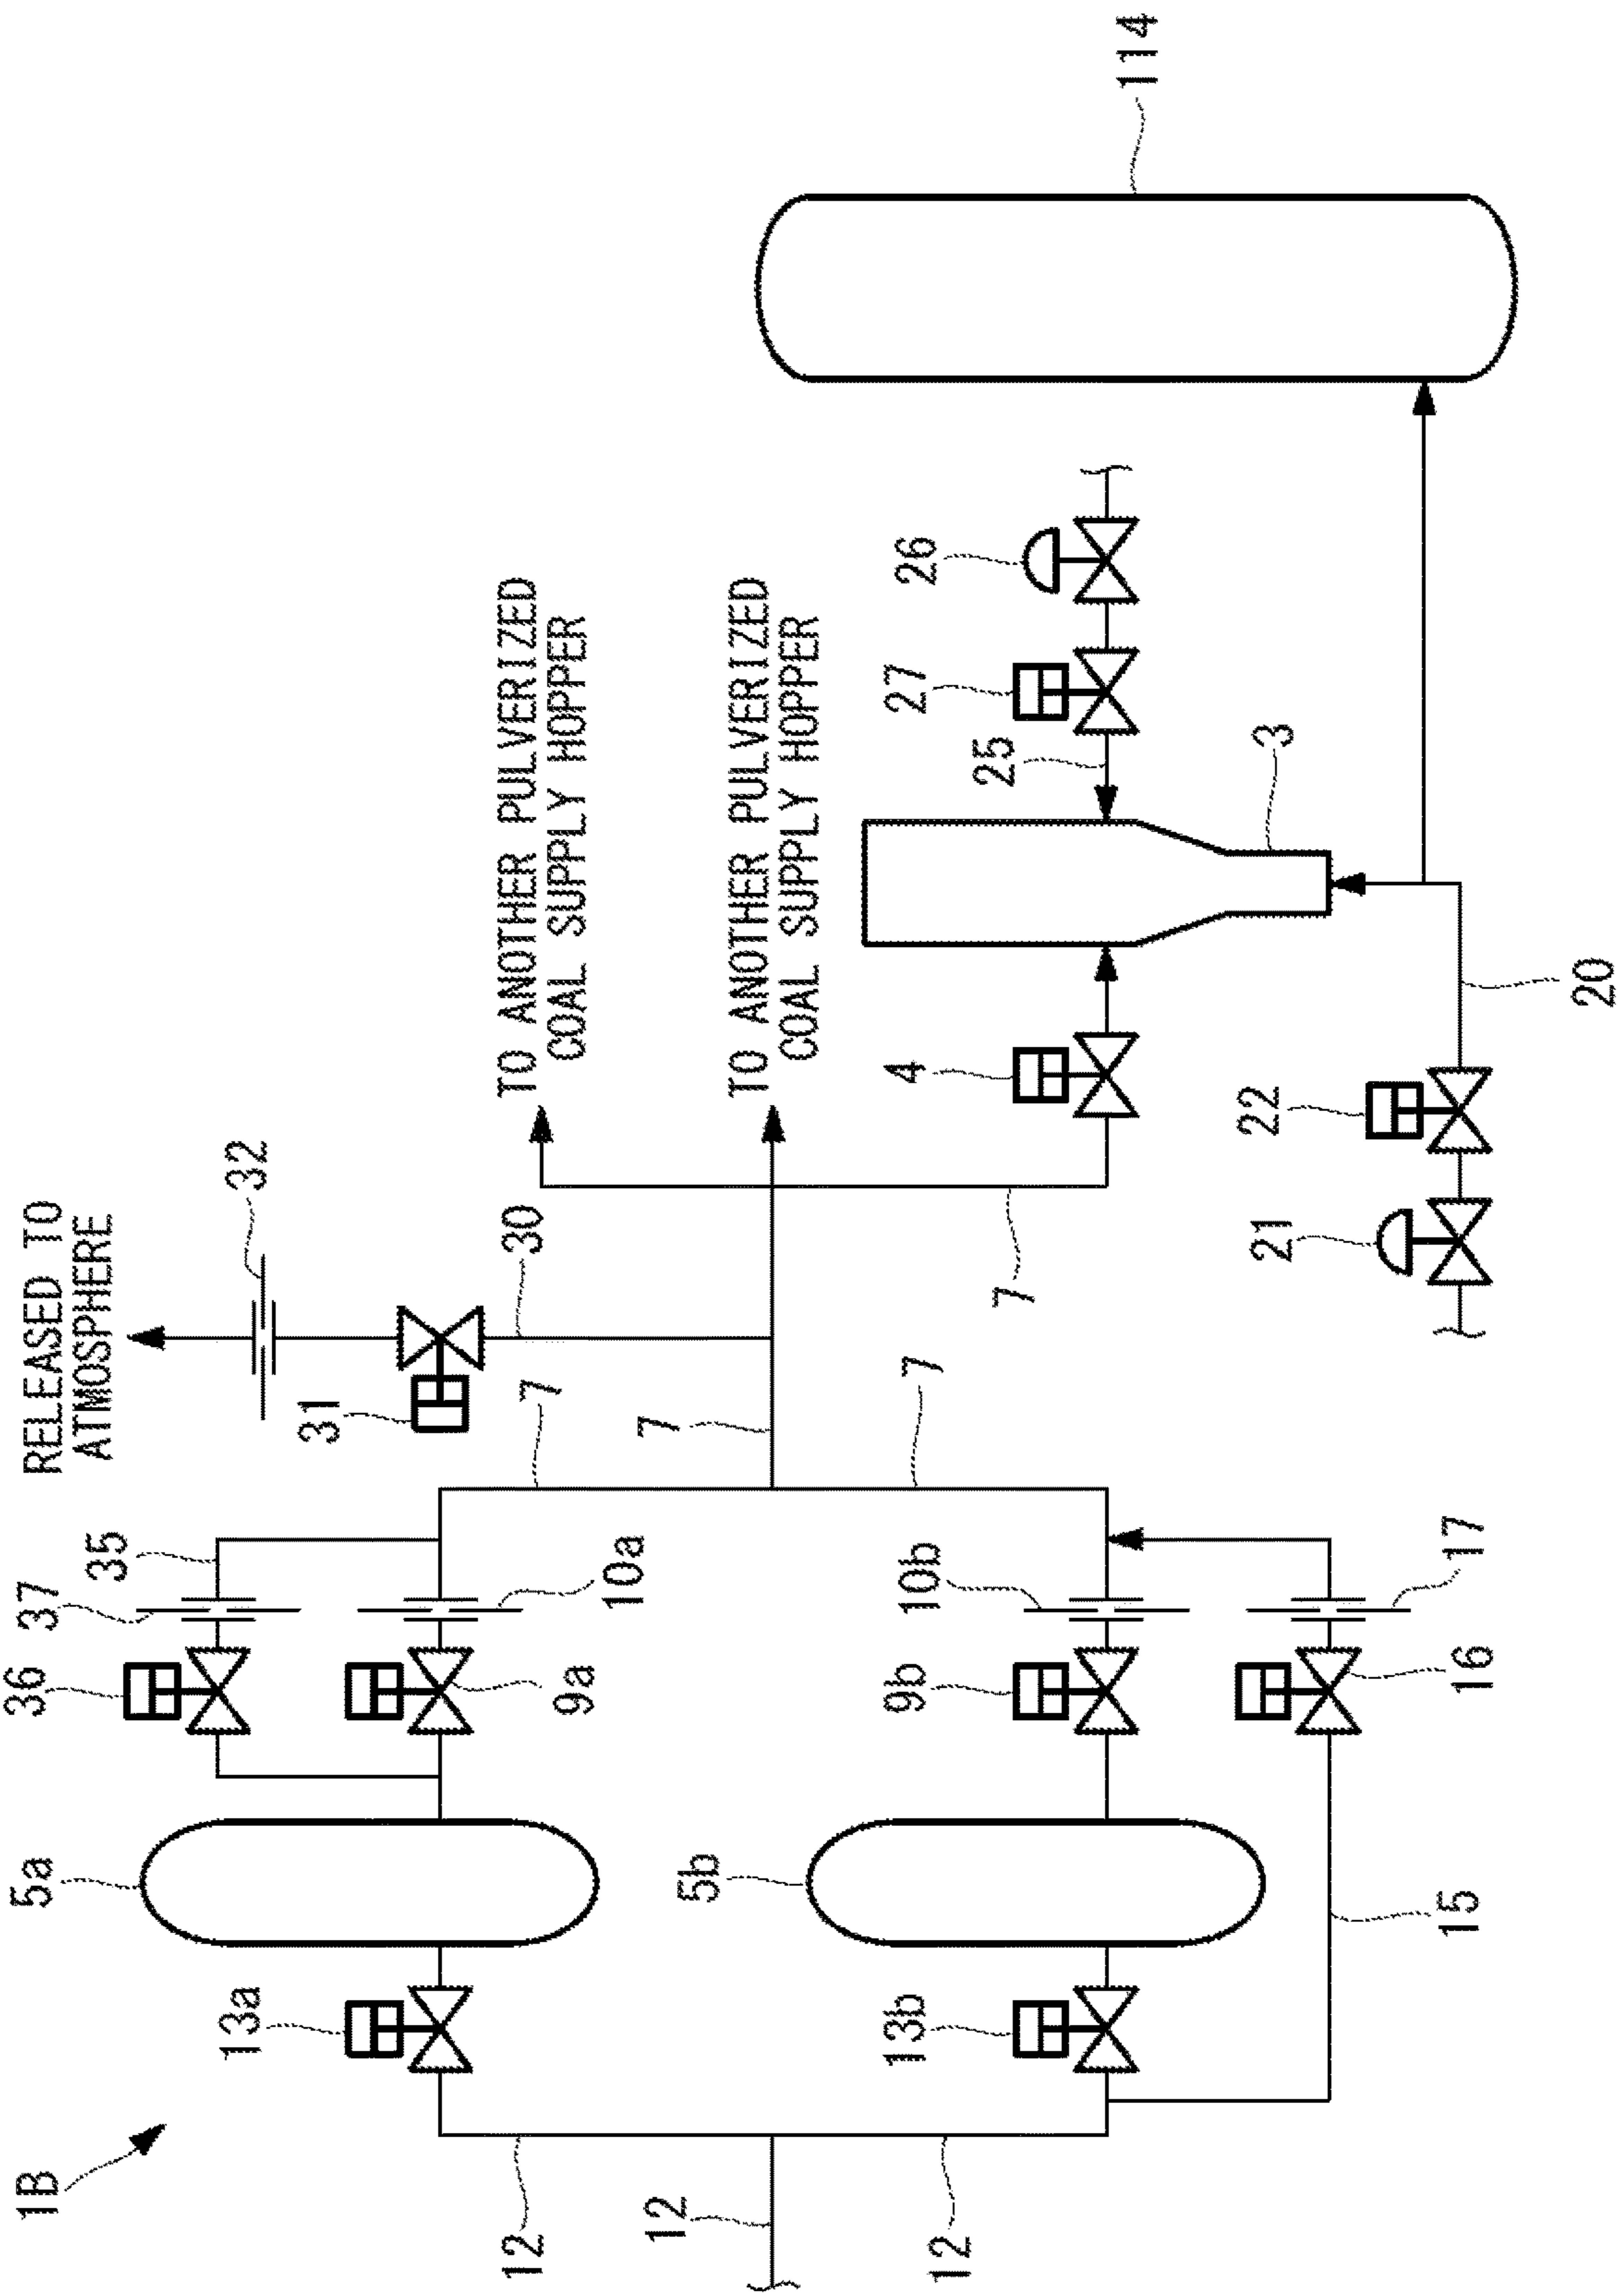 1B
RELEASED TO
ATMOSPHERE
32
31
30
TO ANOTHER PULVERIZED
COAL SUPPLY HOPPER
TO ANOTHER PULVERIZED
COAL SUPPLY HOPPER
36
37
35
5a
13a
9a
10a
7
7
7
7
12
12
12
5b
13b
9b
10b
15
16
17
4
25
27
26
3
21
22
20
114